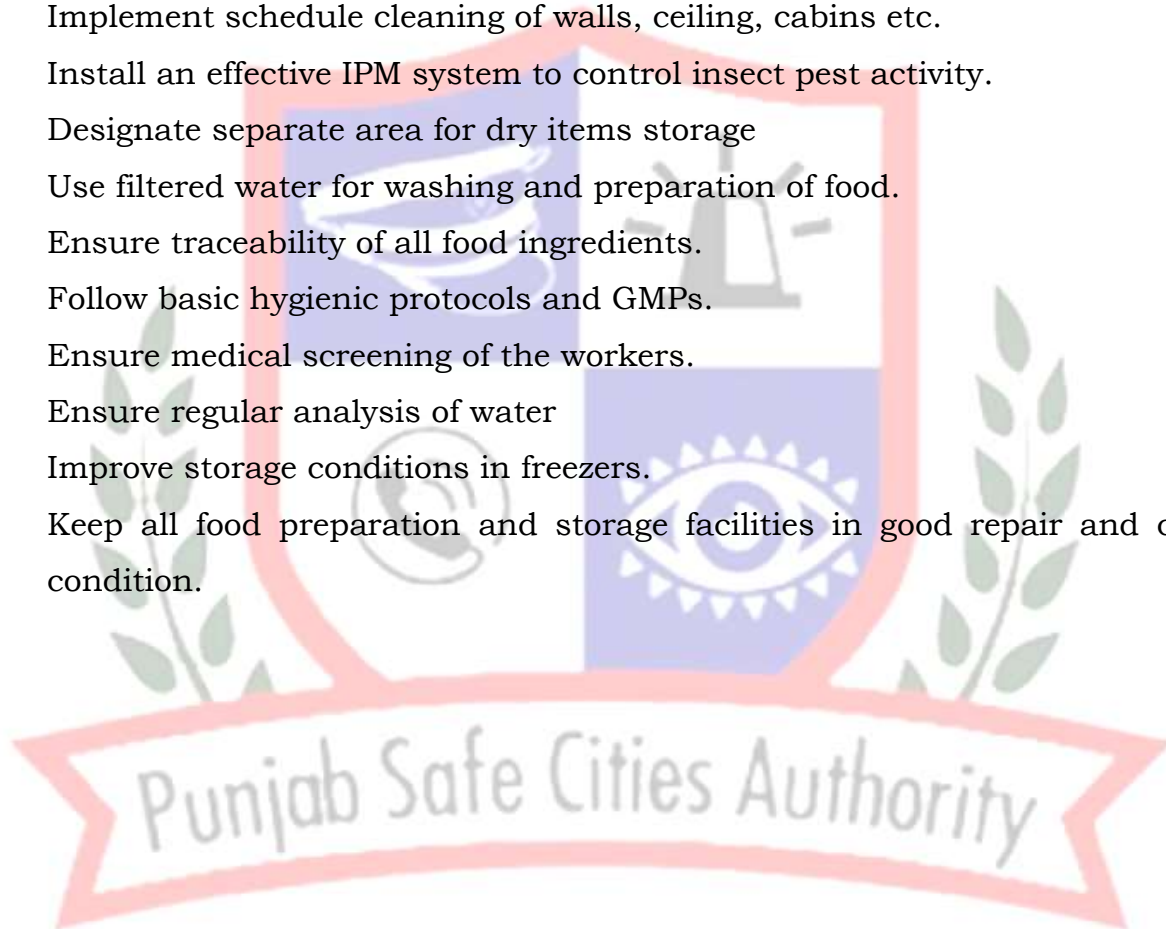 Implement schedule cleaning of walls, ceiling, cabins etc.
Install an effective IPM system to control insect pest activity.
Designate separate area for dry items storage
Use filtered water for washing and preparation of food.
Ensure traceability of all food ingredients.
Follow basic hygienic protocols and GMPs.
Ensure medical screening of the workers.
Ensure regular analysis of water
Improve storage conditions in freezers.
Keep all food preparation and storage facilities in good repair and
condition.
Punjab Safe Cities Authority